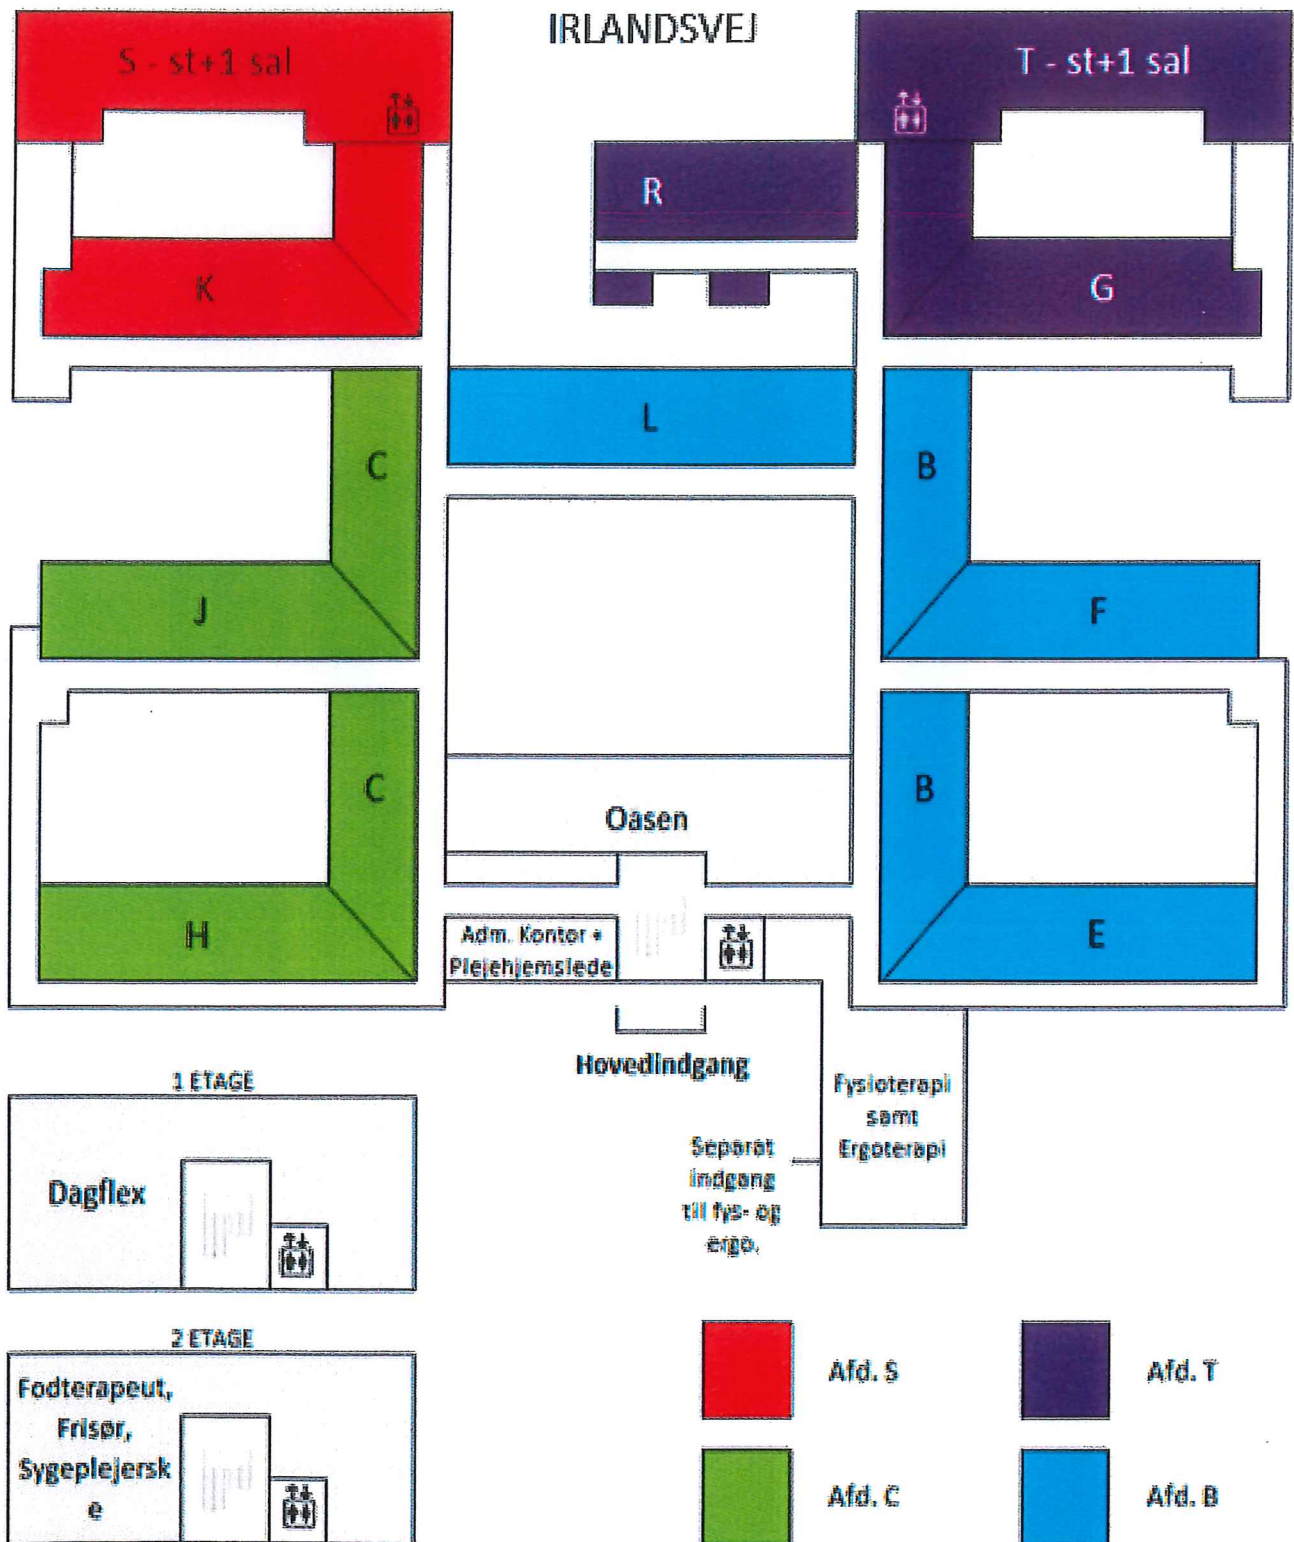 IRLANDSVEJ
S - st+1 sal
T - st+1 sal
R
K
G
L
C
B
J
F
C
B
Oasen
H
Adm. Kontor +
Plejehjemslede
E
Hovedindgang
Fysioterapi
samt
Ergoterapi
Separat
indgang
til fys- og
ergo.
1 ETAGE
Dagflex
2 ETAGE
Fodterapeut,
Frisør,
Sygeplejersk
e
Afd. S
Afd. T
Afd. C
Afd. B